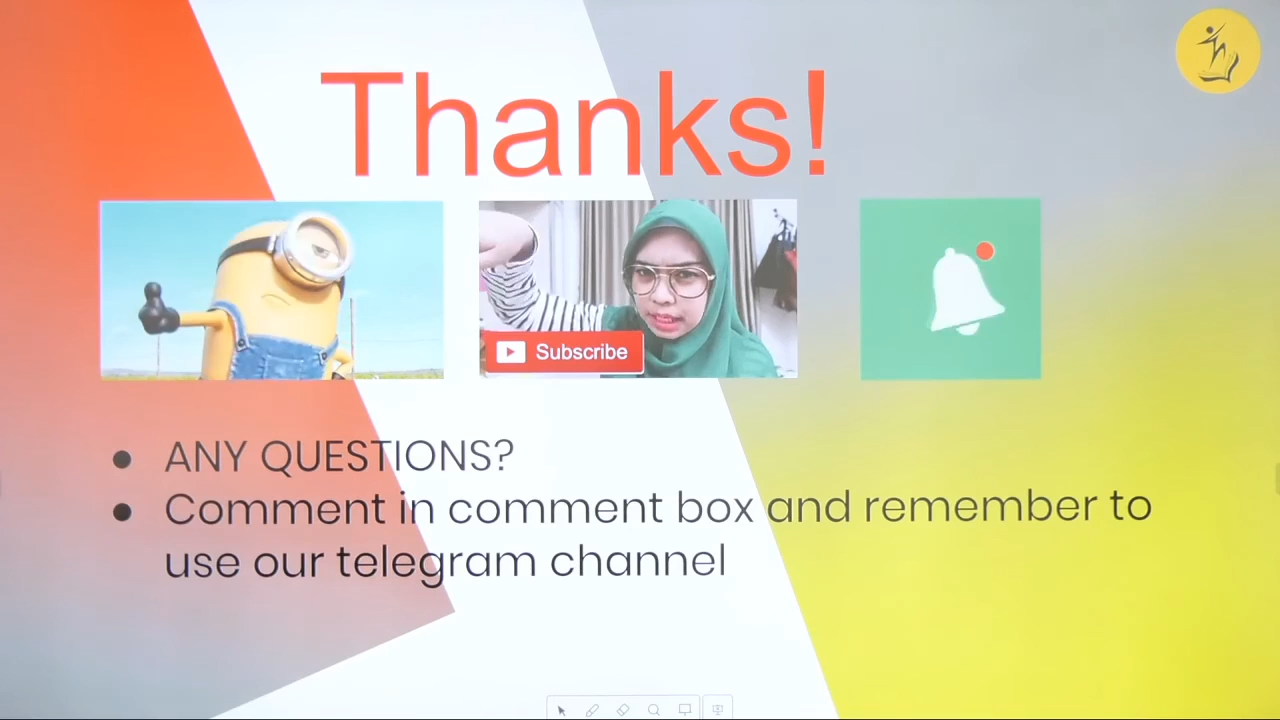 Thanks!
Subscribe
ANY QUESTIONS?
Comment in comment box and remember to
use our telegram channel